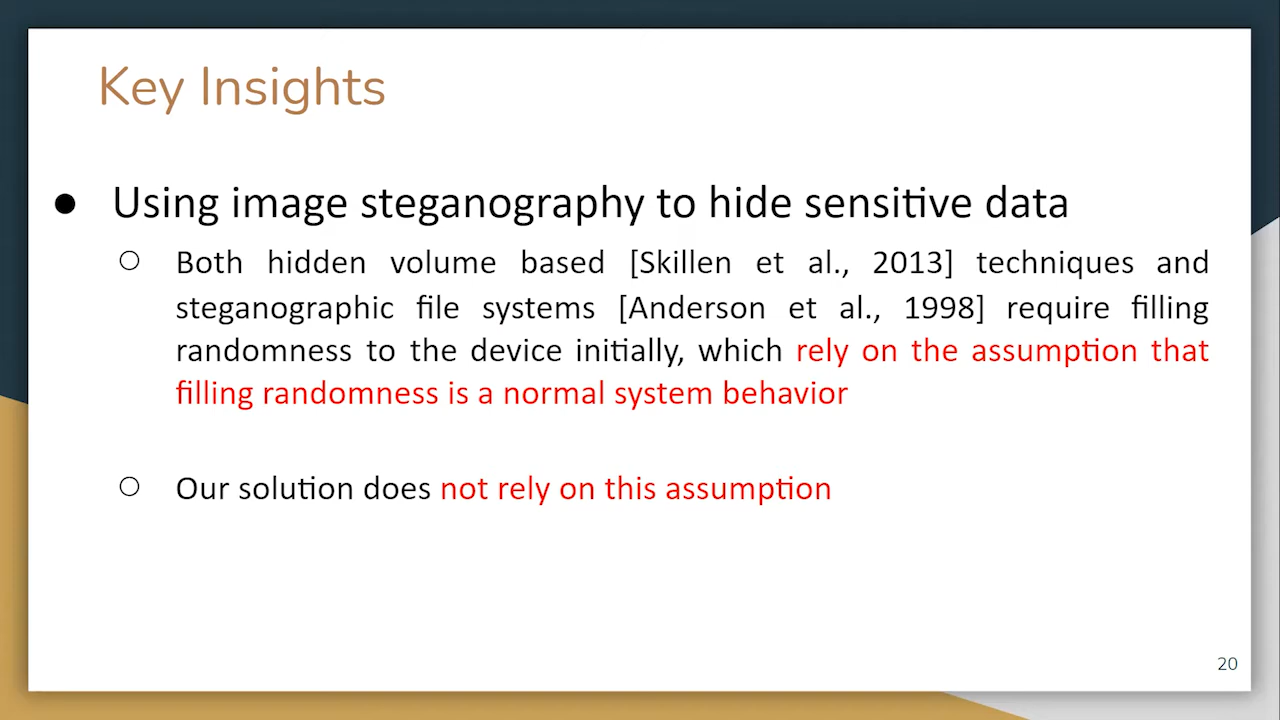 Key Insights
● Using image steganography to hide sensitive data
○ Both hidden volume based [Skillen et al., 2013] techniques and
steganographic file systems [Anderson et al., 1998] require filling
randomness to the device initially, which rely on the assumption that
filling randomness is a normal system behavior
○ Our solution does not rely on this assumption
20